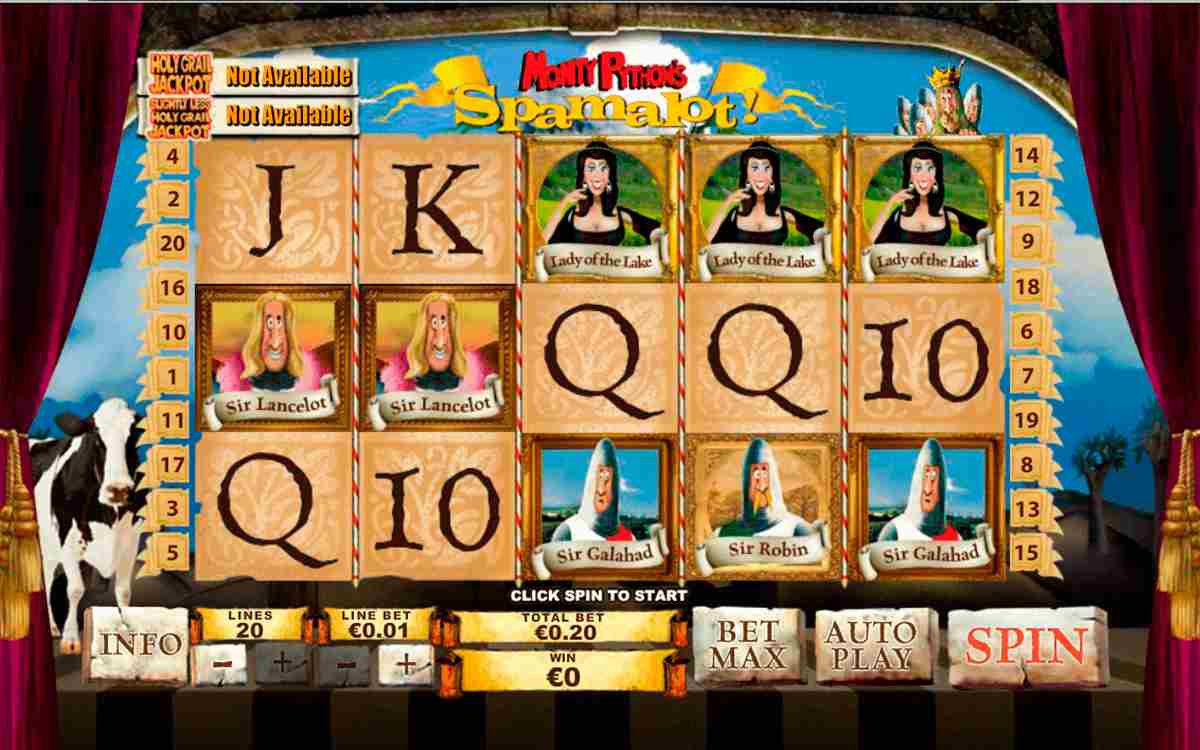 HOLY GRAIL
JACKPOT
Not Available
SLIGHTLY LESS
HOLY GRAIL
JACKPOT
Not Available
MONTY PYTHON'S
Spamalot!
4
2
20
16
10
1
11
17
3
5
J
K
Lady of the Lake
Lady of the Lake
Lady of the Lake
Sir Lancelot
Sir Lancelot
Q
Q
10
Q
10
Sir Galahad
Sir Robin
Sir Galahad
14
12
9
18
6
7
19
8
13
15
CLICK SPIN TO START
INFO
LINES
20
- +
LINE BET
€0.01
- +
TOTAL BET
€0.20
WIN
€0
BET
MAX
AUTO
PLAY
SPIN